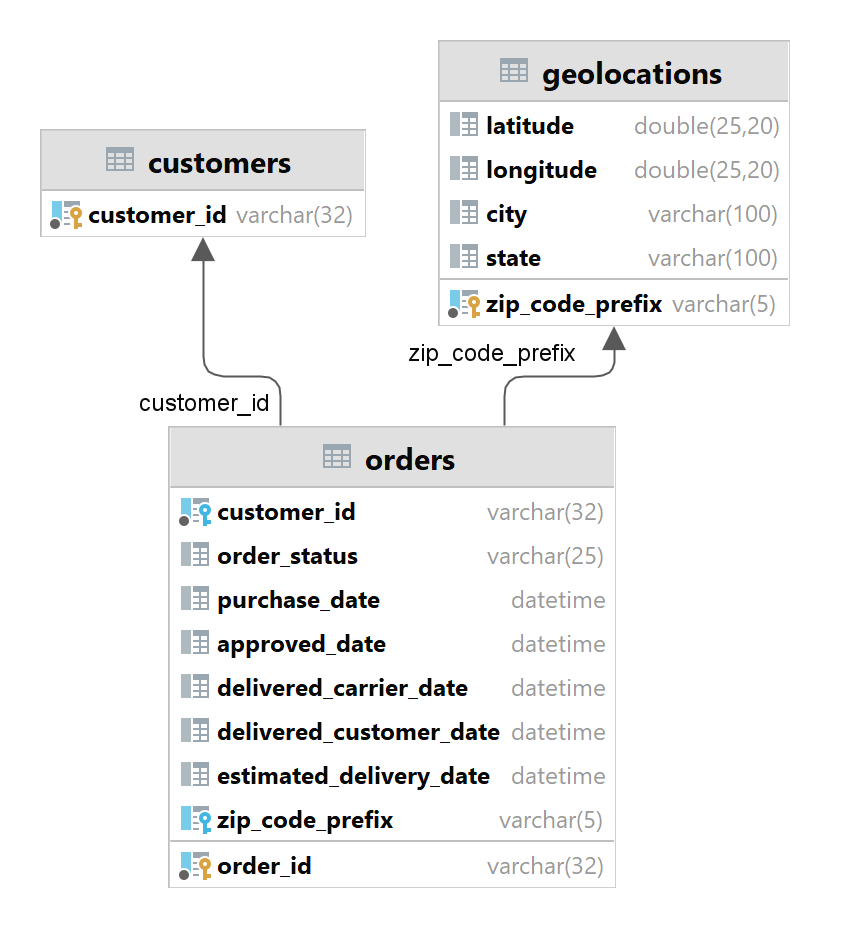 geolocations
latitude double(25,20)
longitude double(25,20)
city varchar(100)
state varchar(100)
zip_code_prefix varchar(5)
customers
customer_id varchar(32)
zip_code_prefix
customer_id
orders
customer_id varchar(32)
order_status varchar(25)
purchase_date datetime
approved_date datetime
delivered_carrier_date datetime
delivered_customer_date datetime
estimated_delivery_date datetime
zip_code_prefix varchar(5)
order_id varchar(32)